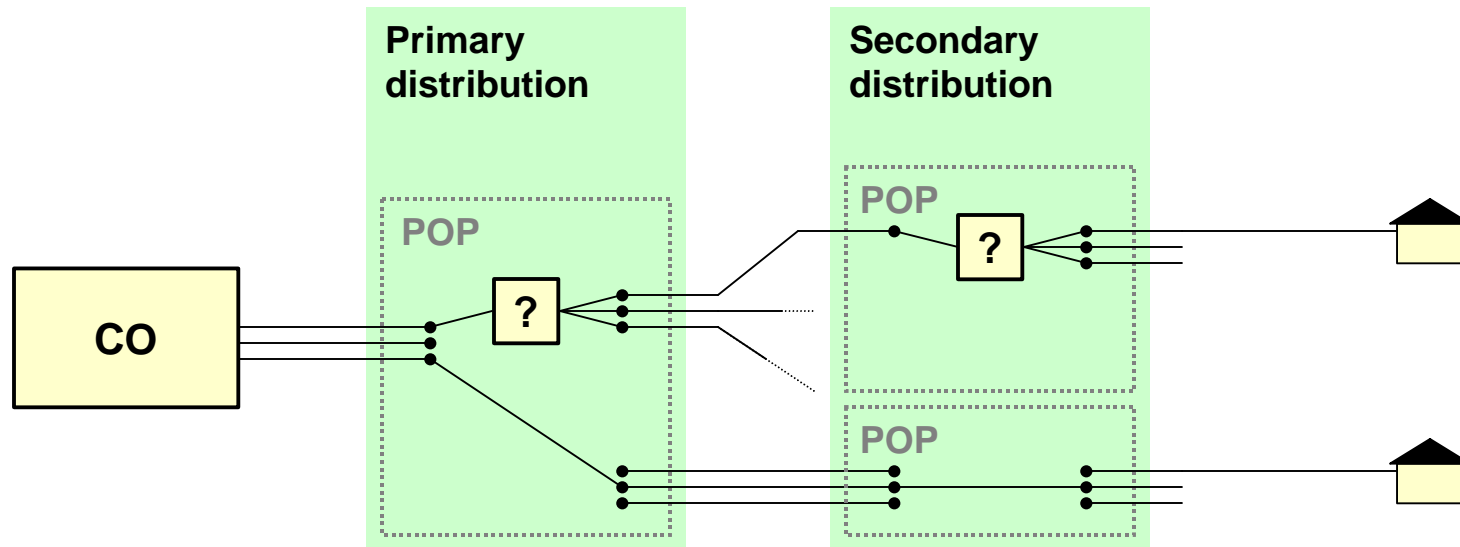 Primary
distribution
Secondary
distribution
POP
POP
?
?
CO
POP